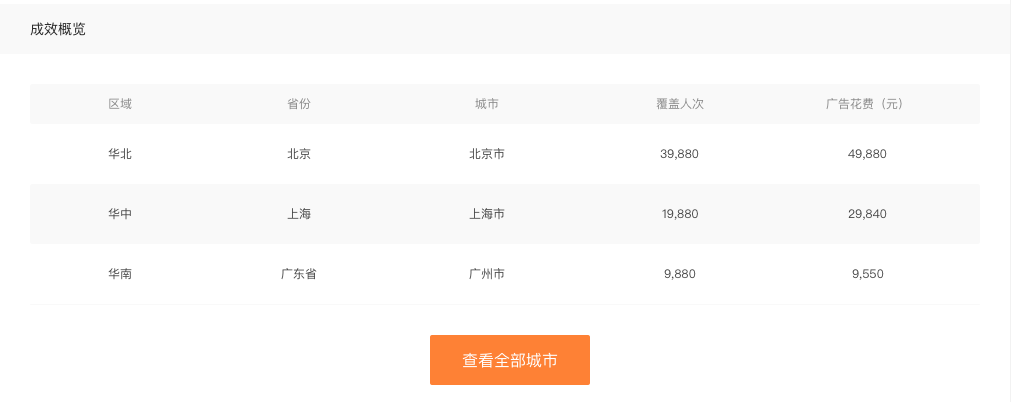 成效概览
区域 省份 城市 覆盖人次 广告花费（元）
华北 北京 北京市 39,880 49,880
华中 上海 上海市 19,880 29,840
华南 广东省 广州市 9,880 9,550
查看全部城市